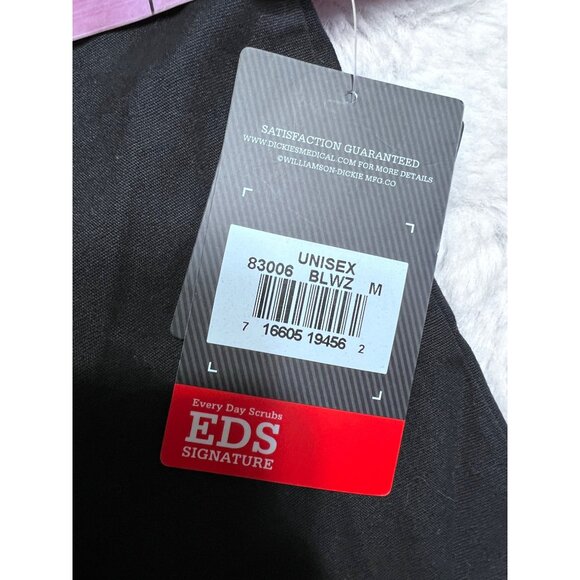 SATISFACTION GUARANTEED
WWW.DICKIESMEDICAL.COM FOR MORE DETAILS
©WILLIAMSON-DICKIE MFG.CO
UNISEX
83006 BLWZ M
7 16605 19456 2
Every Day Scrubs
EDS
SIGNATURE